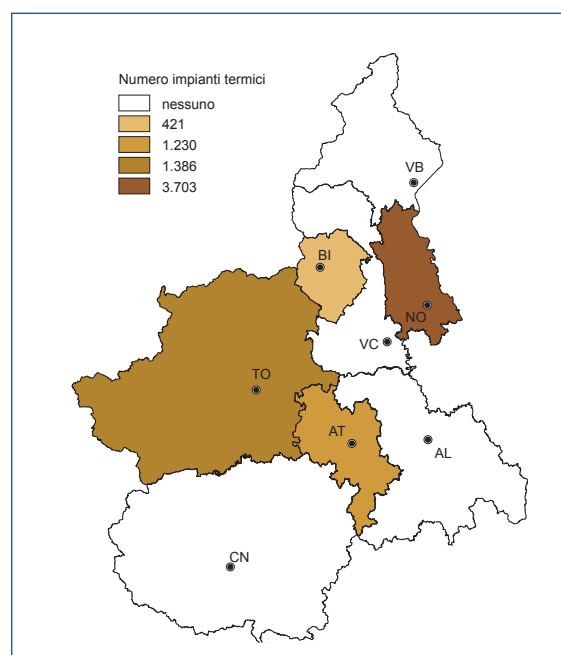 Numero impianti termici
nessuno
421
1.230
1.386
3.703
VB
BI
NO
VC
TO
AT
AL
CN